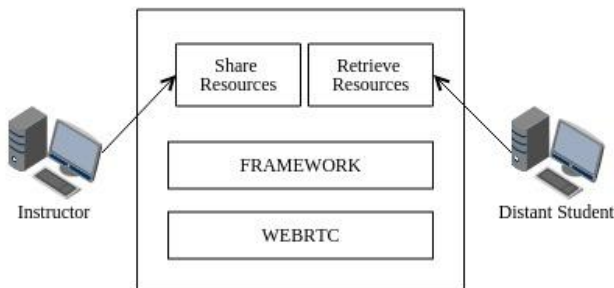 Share
Resources
Retrieve
Resources
FRAMEWORK
WEBRTC
Instructor
Distant Student